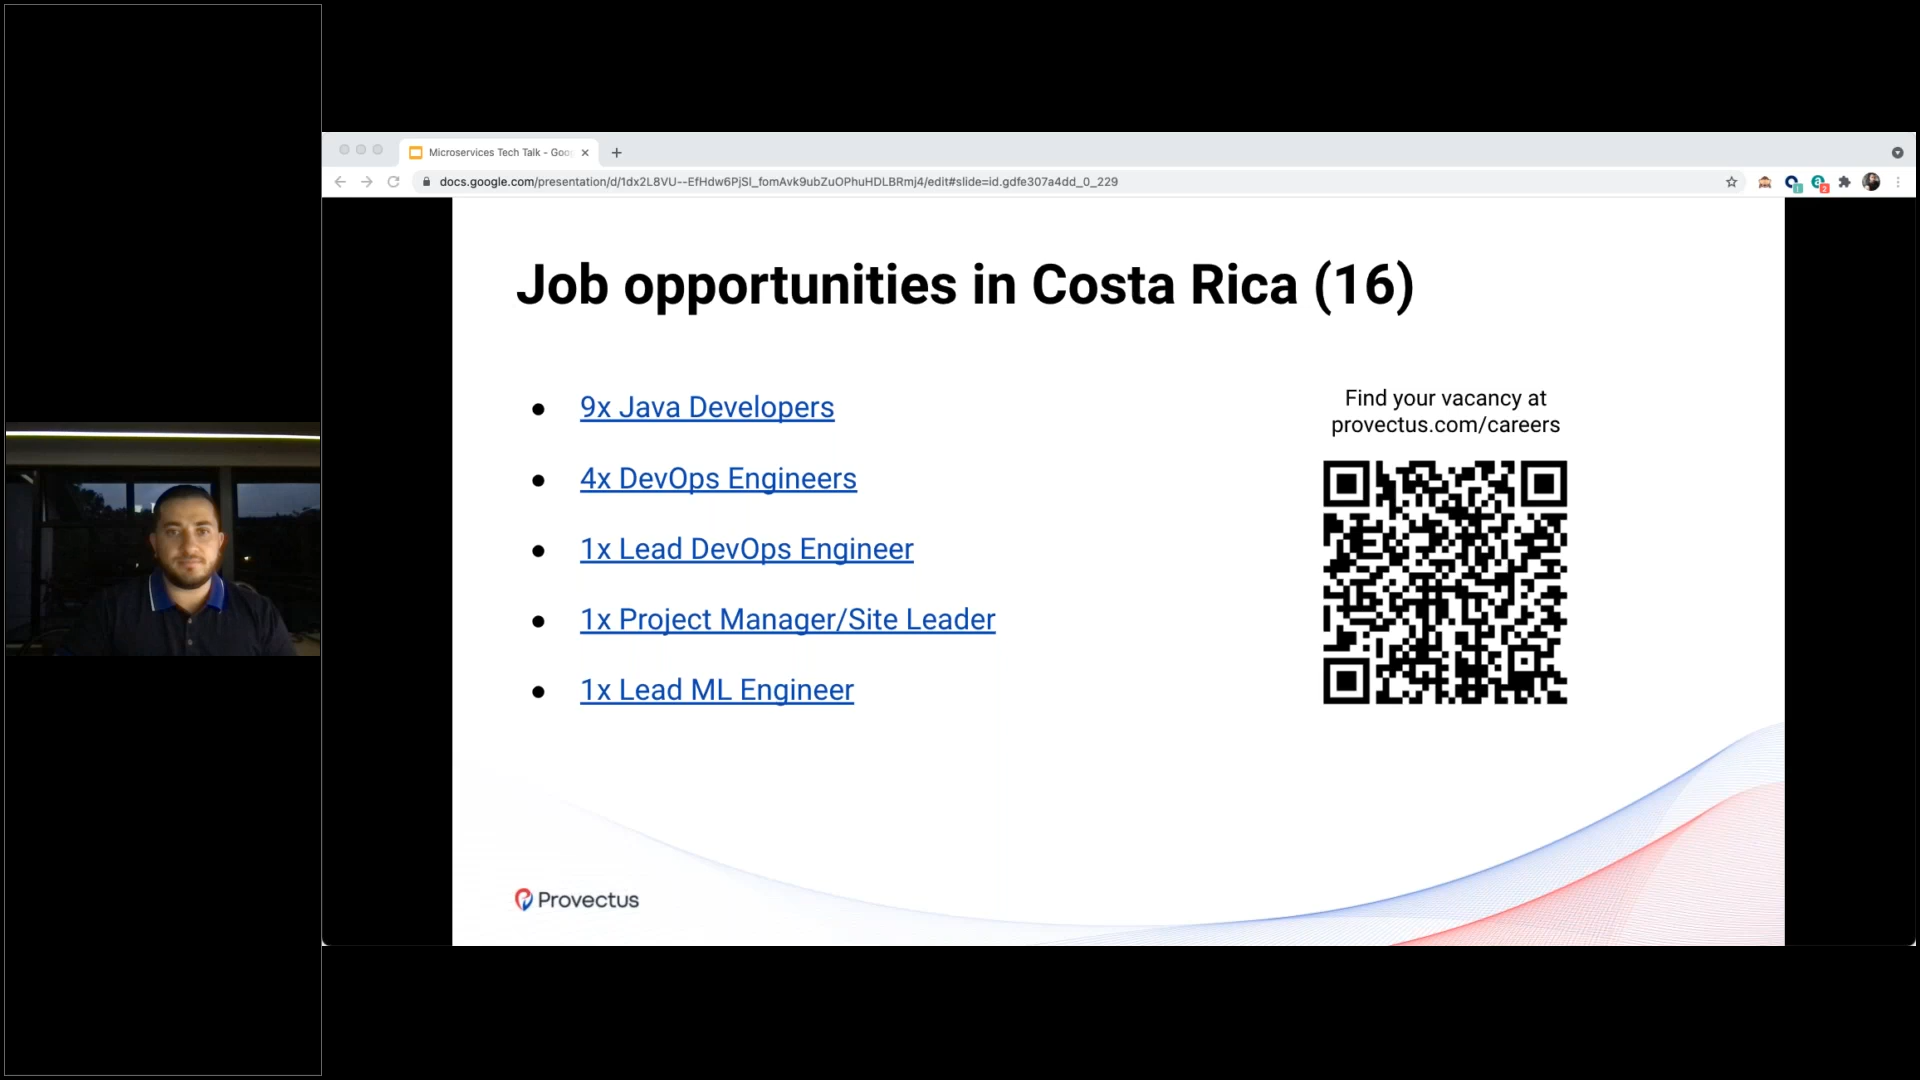 Microservices Tech Talk - Goo
docs.google.com/presentation/d/1dx2L8VU--EfHdw6PjSl_fomAvk9ubZuOPhuHDLBRmj4/edit#slide=id.gdfe307a4dd_0_229
2
Job opportunities in Costa Rica (16)
9x Java Developers
4x DevOps Engineers
1x Lead DevOps Engineer
1x Project Manager/Site Leader
1x Lead ML Engineer
Find your vacancy at
provectus.com/careers
Provectus